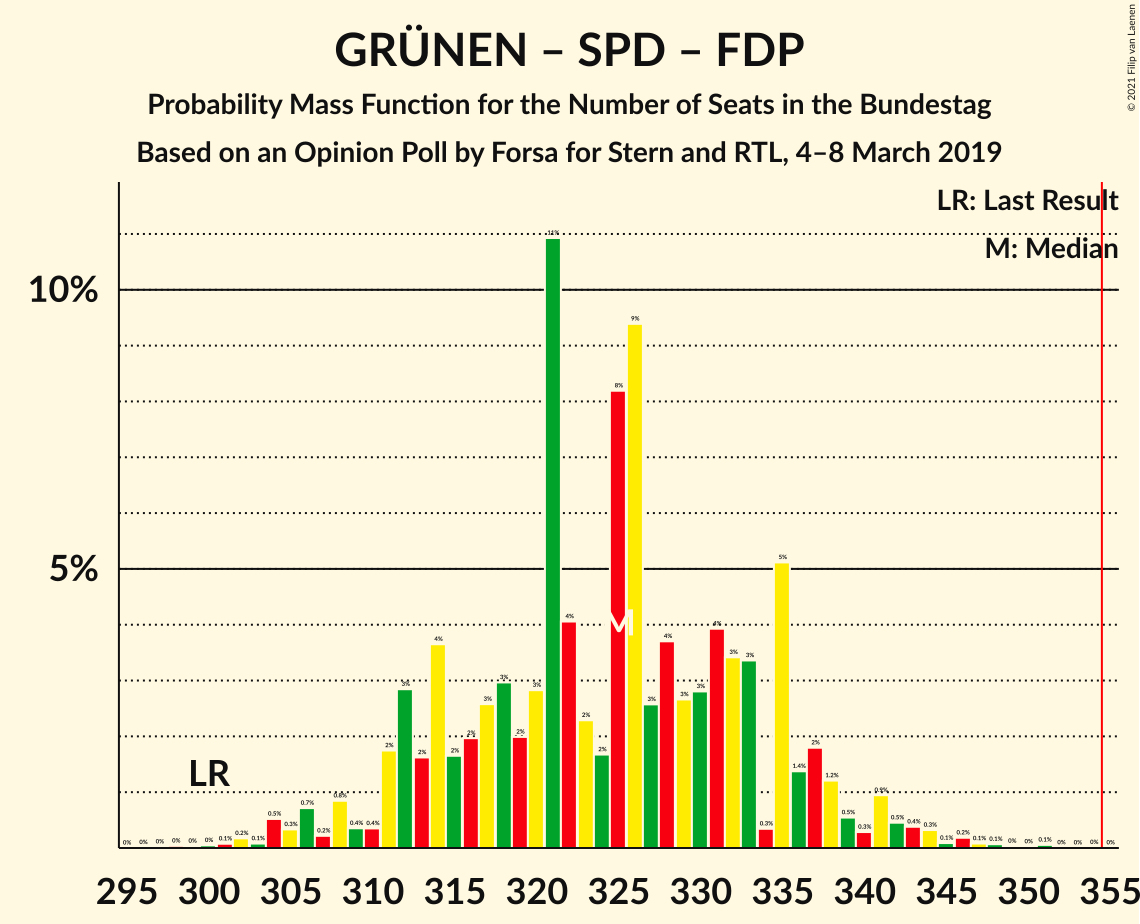 GRÜNEN – SPD – FDP
Probability Mass Function for the Number of Seats in the Bundestag
Based on an Opinion Poll by Forsa for Stern and RTL, 4–8 March 2019
© 2021 Filip van Laenen
LR: Last Result
M: Median
10%
5%
LR
M
0% 0% 0% 0% 0% 0% 0.1% 0.2% 0.1% 0.5% 0.3% 0.7% 0.2% 0.8% 0.4% 0.4% 2% 3% 2% 4% 2% 2% 3% 3% 2% 3% 11% 4% 2% 2% 8% 9% 3% 4% 3% 3% 4% 3% 3% 0.3% 5% 1.4% 2% 1.2% 0.5% 0.3% 0.9% 0.5% 0.4% 0.3% 0.1% 0.2% 0.1% 0.1% 0% 0% 0.1% 0% 0% 0% 0%
295 300 305 310 315 320 325 330 335 340 345 350 355